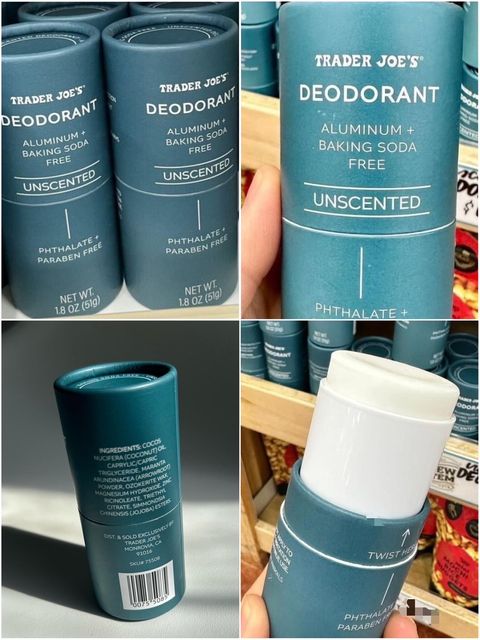 TRADER JOE'S
DEODORANT
ALUMINUM +
BAKING SODA
FREE
UNSCENTED
PHTHALATE +
PARABEN FREE
NET WT.
1.8 OZ (51g)
TRADER JOE'S
DEODORANT
ALUMINUM +
BAKING SODA
FREE
UNSCENTED
PHTHALATE +
PARABEN FREE
NET WT.
1.8 OZ (51g)
TRADER JOE'S®
DEODORANT
ALUMINUM +
BAKING SODA
FREE
UNSCENTED
PHTHALATE +
INGREDIENTS: COCOS
NUCIFERA (COCONUT) OIL,
CAPRYLIC/CAPRIC
TRIGLYCERIDE, MARANTA
ARUNDINACEA (ARROWROOT)
POWDER, OZOKERITE WAX,
MAGNESIUM HYDROXIDE, ZINC
RICINOLEATE, TRIETHYL
CITRATE, SIMMONDSIA
CHINENSIS (JOJOBA) ESTERS
DIST. & SOLD EXCLUSIVELY BY
TRADER JOE'S
MONROVIA, CA
91016
SKU# 75508
DEODORANT
TWIST HERE
PHTHALATE
PARABEN FREE